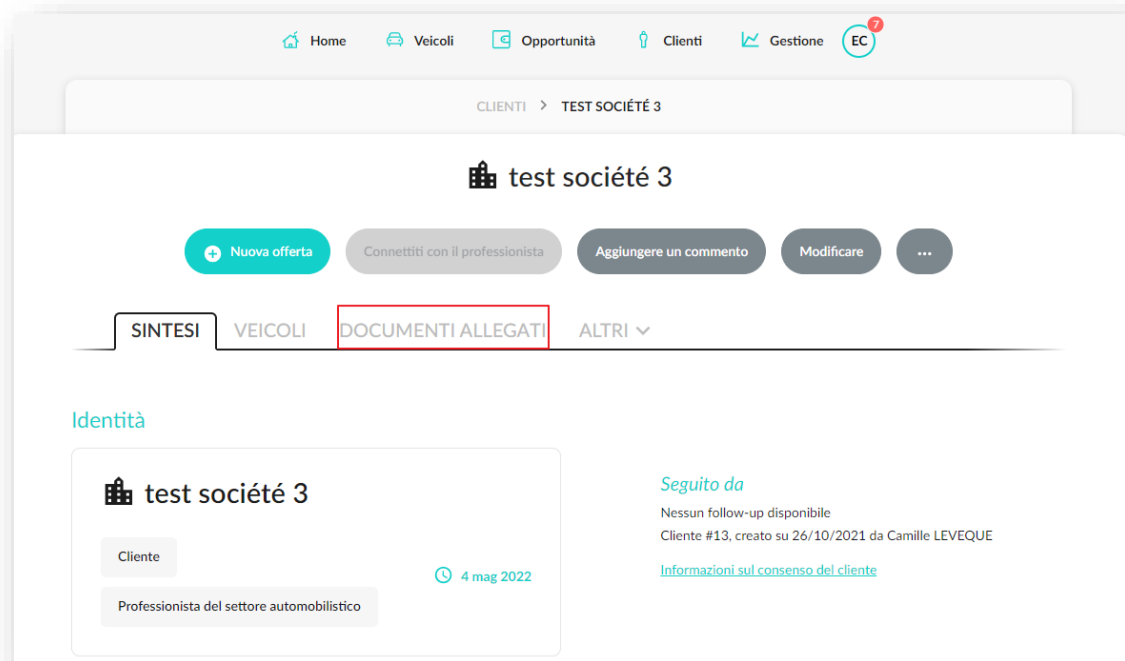 Home Veicoli Opportunità Clienti Gestione EC 7
CLIENTI > TEST SOCIÉTÉ 3
test société 3
Nuova offerta Connettiti con il professionista Aggiungere un commento Modificare ...
SINTESI VEICOLI DOCUMENTI ALLEGATI ALTRI
Identità
test société 3
Cliente
4 mag 2022
Professionista del settore automobilistico
Seguito da
Nessun follow-up disponibile
Cliente #13, creato su 26/10/2021 da Camille LEVEQUE
Informazioni sul consenso del cliente